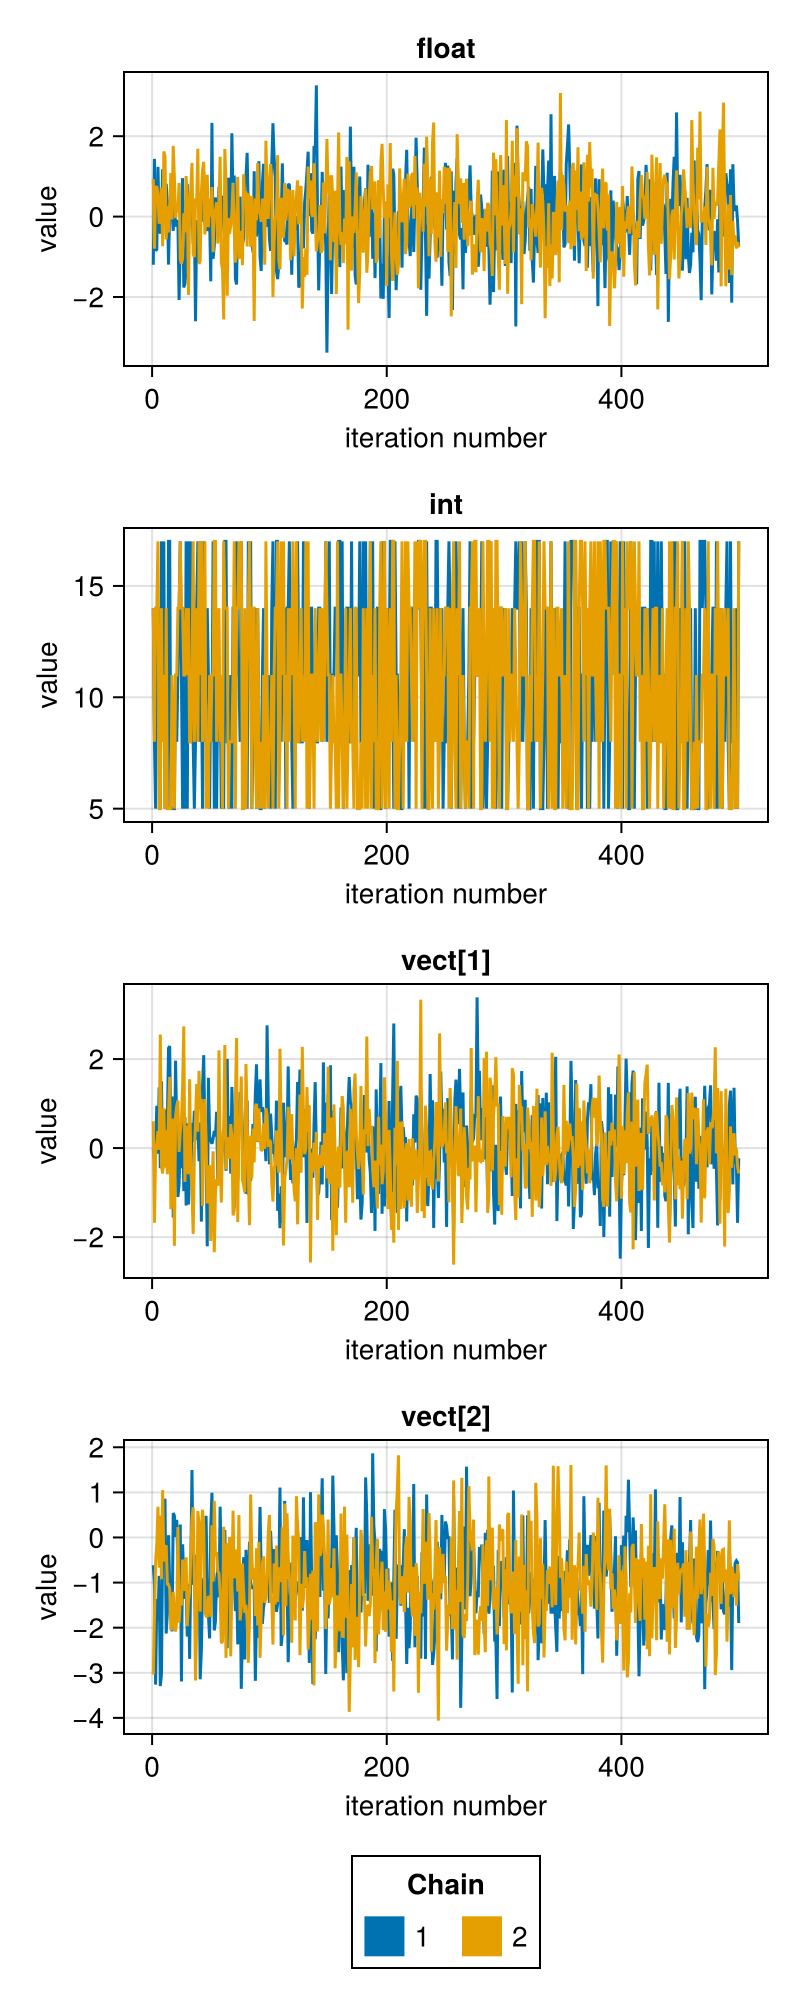 float
2
0
−2
value
0 200 400
iteration number
int
15
10
5
value
0 200 400
iteration number
vect[1]
2
0
−2
value
0 200 400
iteration number
vect[2]
2
1
0
−1
−2
−3
−4
value
0 200 400
iteration number
Chain
1 2